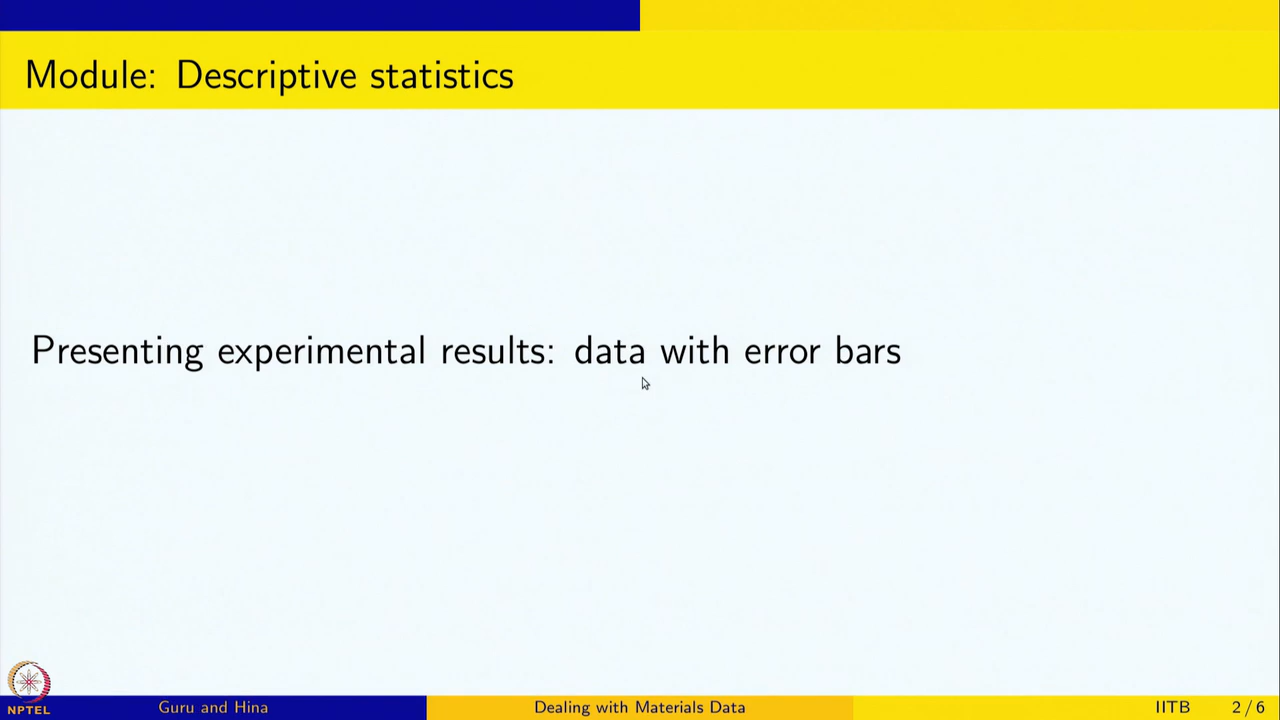 Module: Descriptive statistics
Presenting experimental results: data with error bars
NPTEL
Guru and Hina
Dealing with Materials Data
IITB
2 / 6